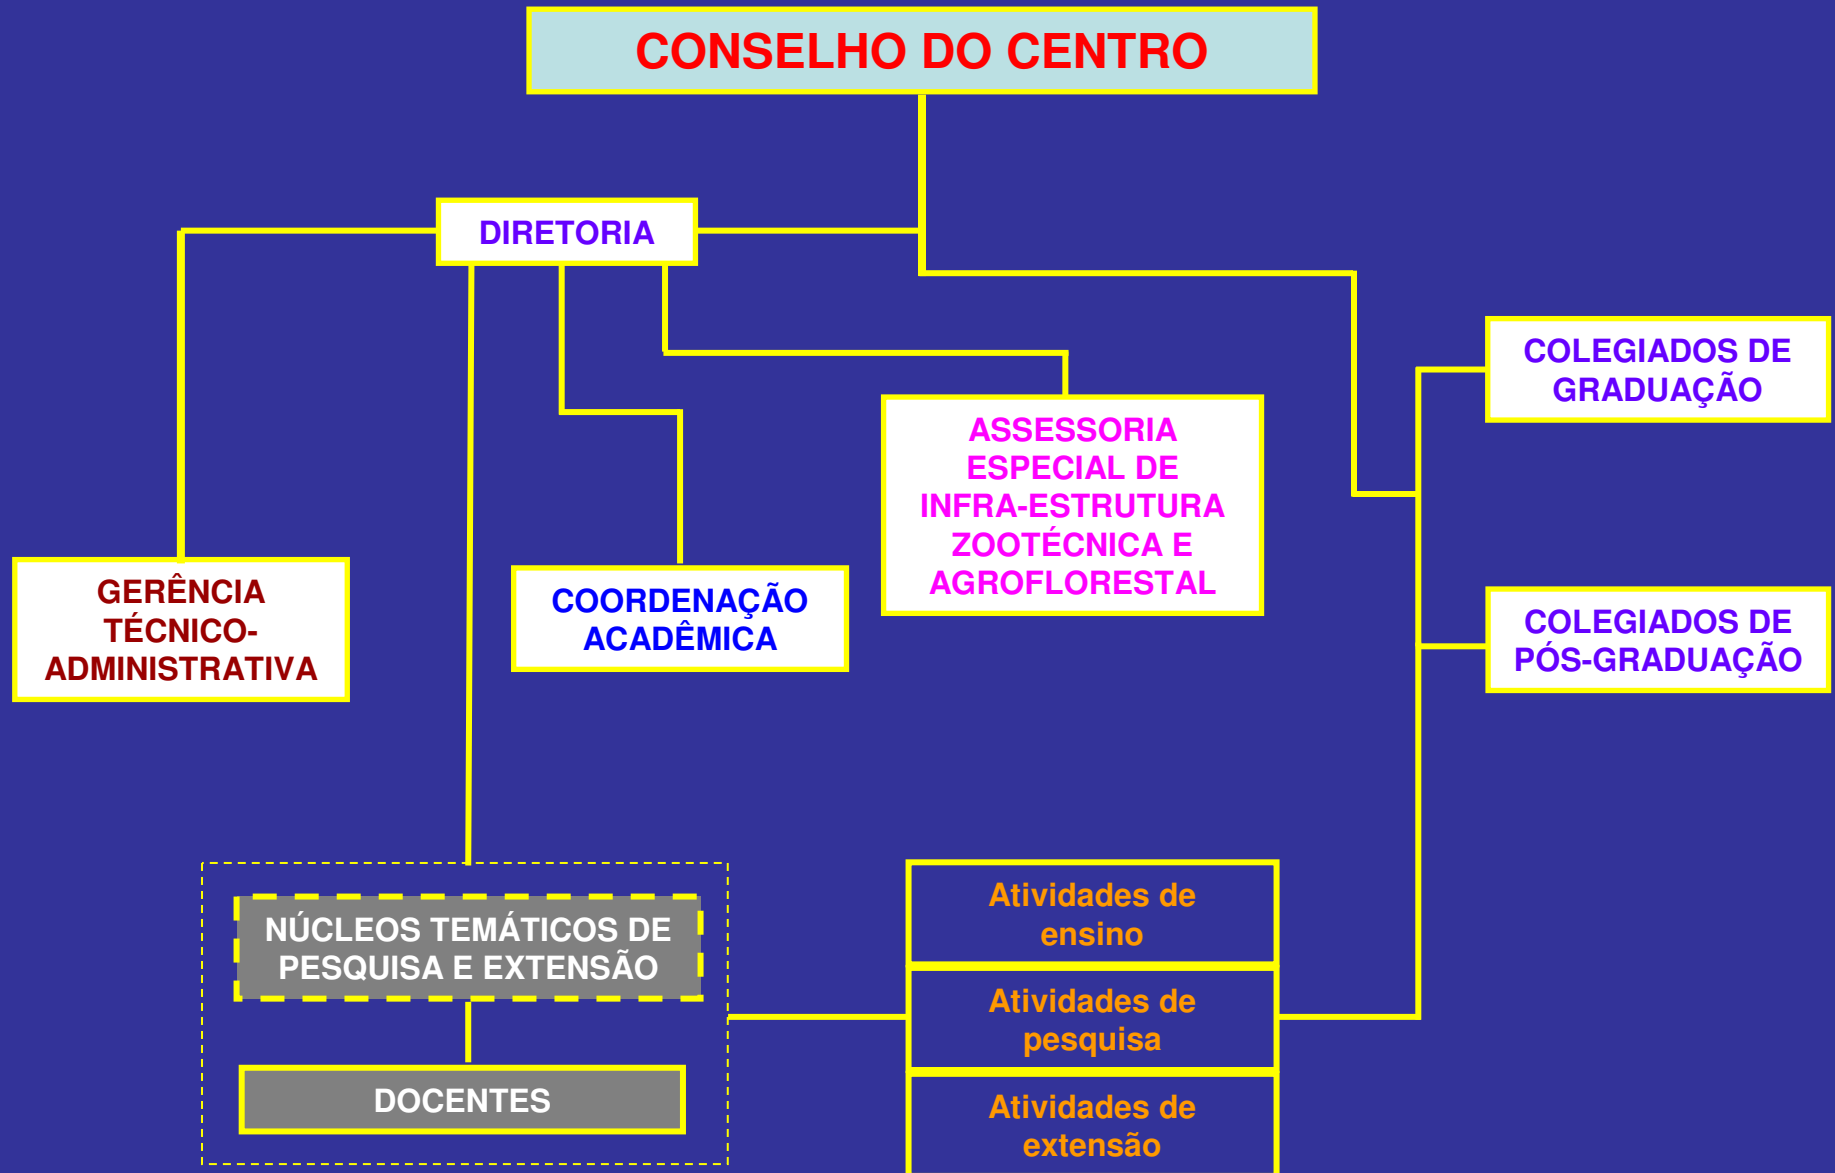 CONSELHO DO CENTRO
DIRETORIA
COLEGIADOS DE
GRADUAÇÃO
ASSESSORIA
ESPECIAL DE
INFRA-ESTRUTURA
ZOOTÉCNICA E
AGROFLORESTAL
GERÊNCIA
TÉCNICO-
ADMINISTRATIVA
COORDENAÇÃO
ACADÊMICA
COLEGIADOS DE
PÓS-GRADUAÇÃO
NÚCLEOS TEMÁTICOS DE
PESQUISA E EXTENSÃO
DOCENTES
Atividades de
ensino
Atividades de
pesquisa
Atividades de
extensão